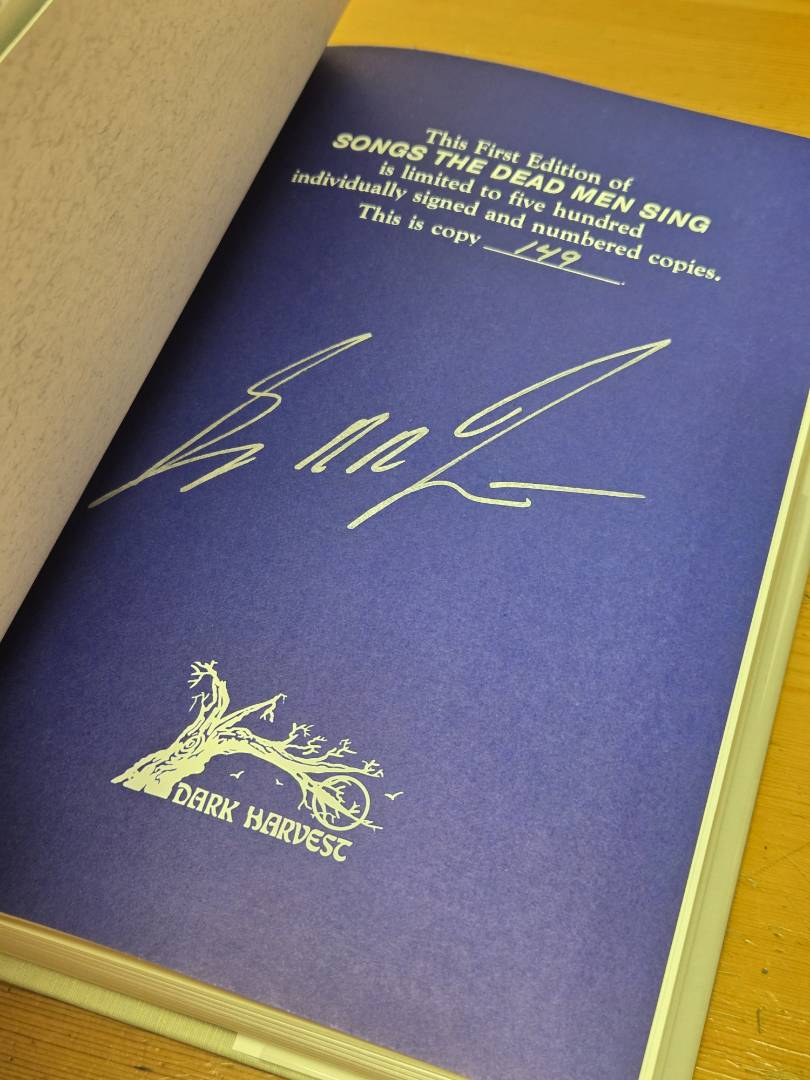 This First Edition of
SONGS THE DEAD MEN SING
is limited to five hundred
individually signed and numbered copies.
This is copy 149.
DARK HARVEST